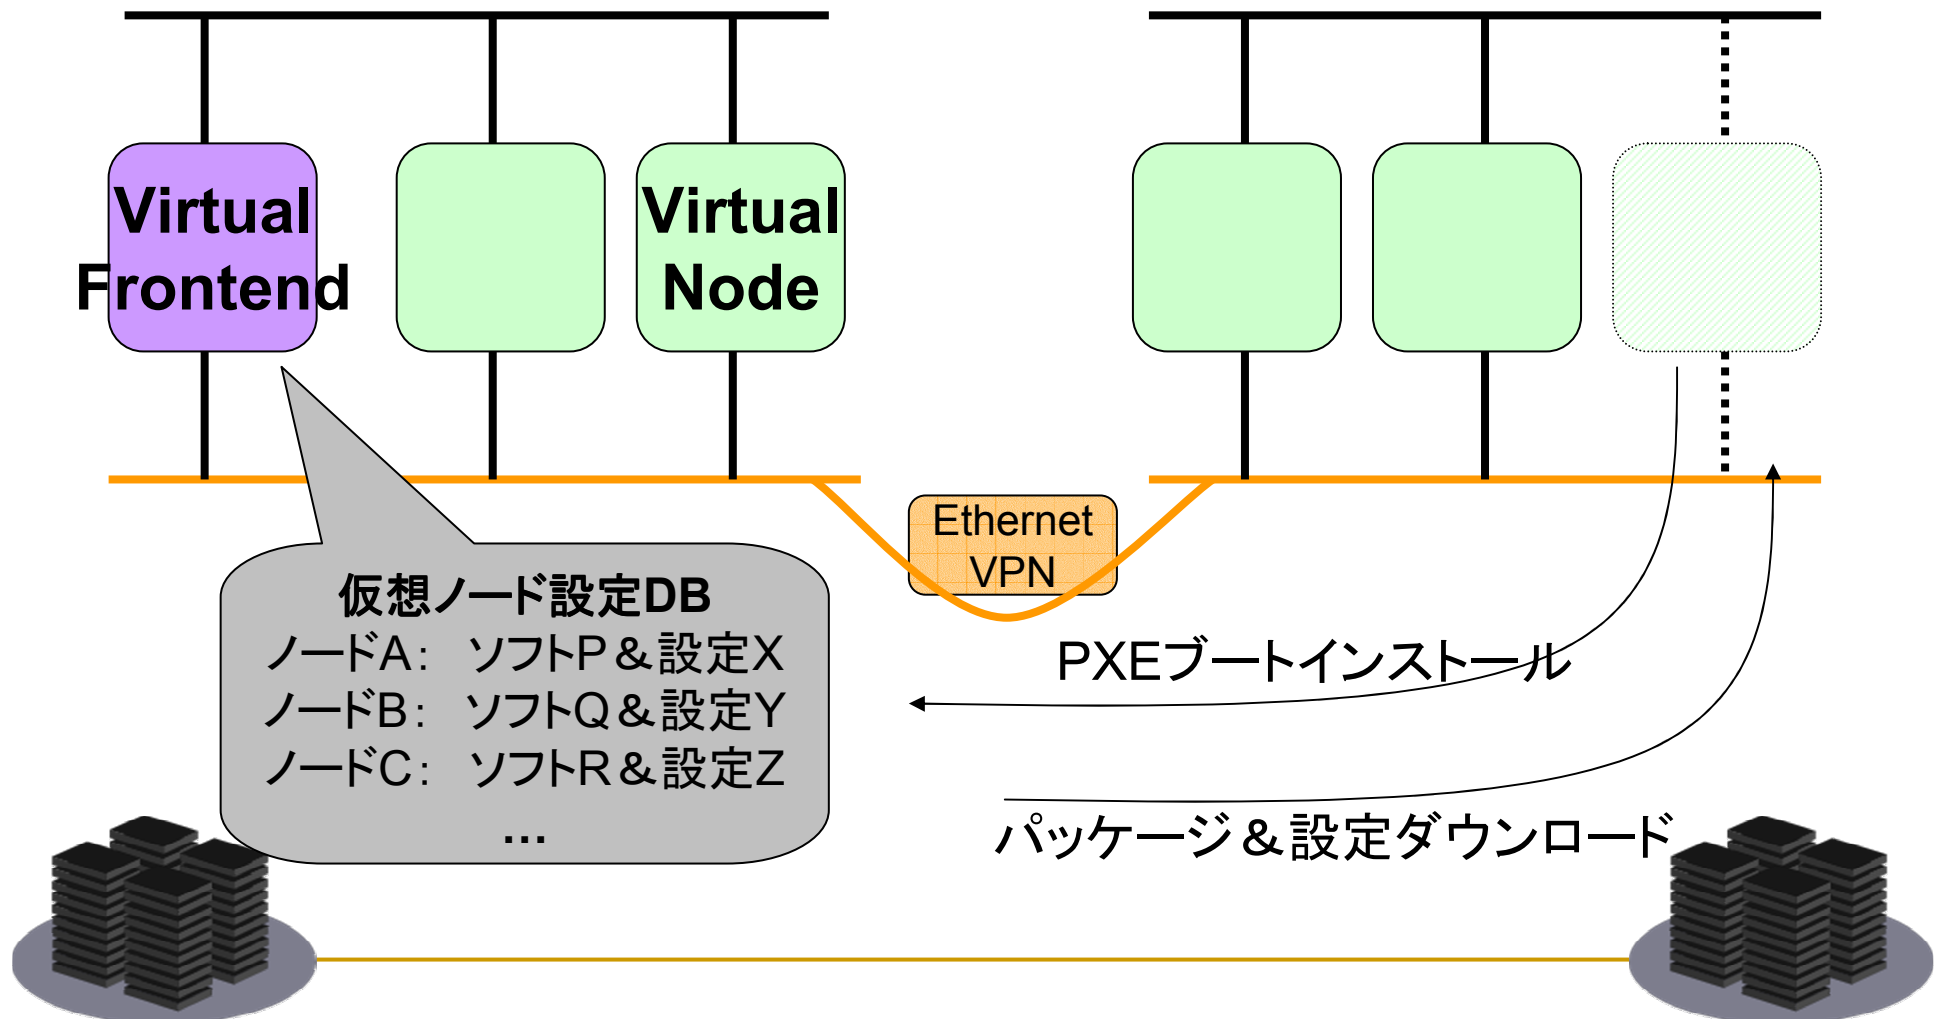 Virtual
Frontend
Virtual
Node
Ethernet
VPN
仮想ノード設定DB
ノードA： ソフトP＆設定X
ノードB： ソフトQ＆設定Y
ノードC： ソフトR＆設定Z
…
PXEブートインストール
パッケージ＆設定ダウンロード